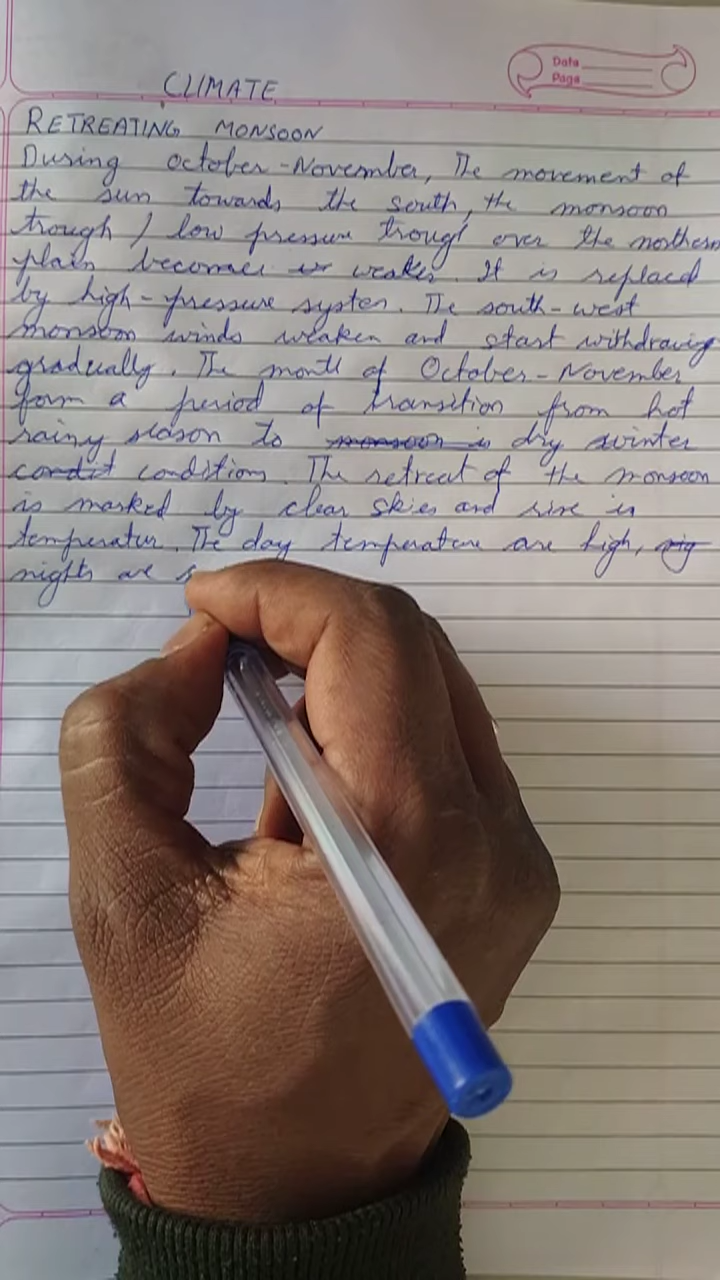 Date
Page
CLIMATE
RETREATING MONSOON
During October-November, The movement of
the sun towards the south, the monsoon
trough / low pressure trough over the northern
plain becomes weaker. It is replaced
by high-pressure system. The south-west
monsoon winds weaken and start withdrawing
gradually. The month of October-November
form a period of transition from hot
rainy season to monsoon is dry winter
condit conditions. The retreat of the monsoon
is marked by clear skies and rise in
temperatur. The day temperature are high,
nights are